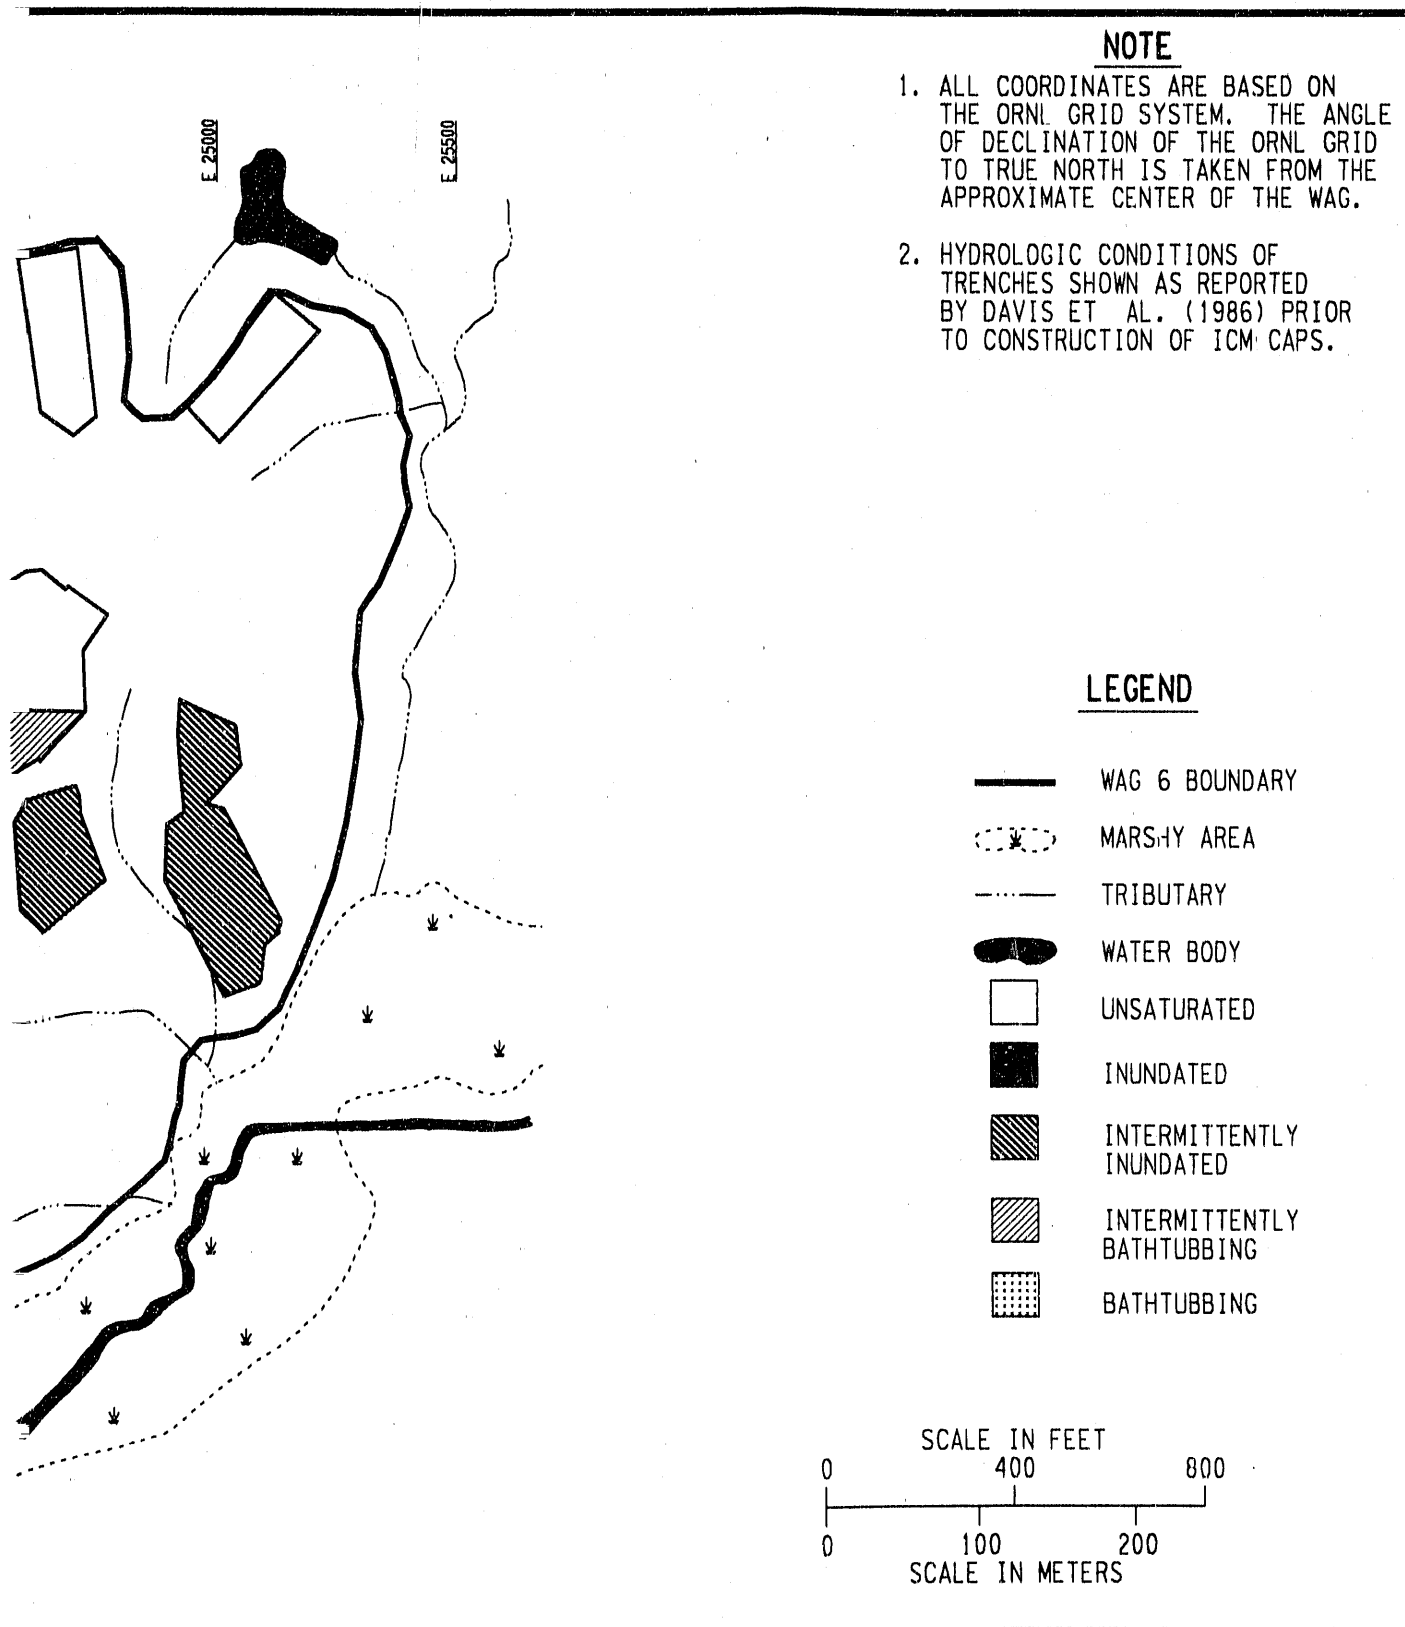 NOTE
1. ALL COORDINATES ARE BASED ON
THE ORNL GRID SYSTEM. THE ANGLE
OF DECLINATION OF THE ORNL GRID
TO TRUE NORTH IS TAKEN FROM THE
APPROXIMATE CENTER OF THE WAG.
2. HYDROLOGIC CONDITIONS OF
TRENCHES SHOWN AS REPORTED
BY DAVIS ET AL. (1986) PRIOR
TO CONSTRUCTION OF ICM CAPS.
E 25000
E 25500
LEGEND
WAG 6 BOUNDARY
MARSHY AREA
TRIBUTARY
WATER BODY
UNSATURATED
INUNDATED
INTERMITTENTLY
INUNDATED
INTERMITTENTLY
BATHTUBBING
BATHTUBBING
SCALE IN FEET
0 400 800
0 100 200
SCALE IN METERS